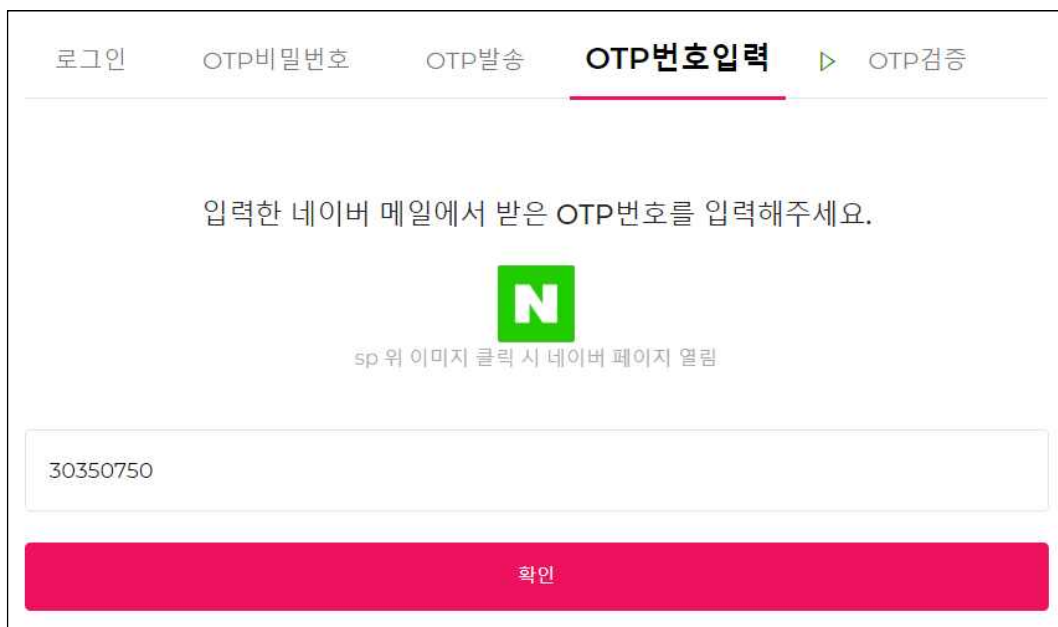 로그인 OTP비밀번호 OTP발송 OTP번호입력 ▷ OTP검증
입력한 네이버 메일에서 받은 OTP번호를 입력해주세요.
N
sp 위 이미지 클릭 시 네이버 페이지 열림
30350750
확인